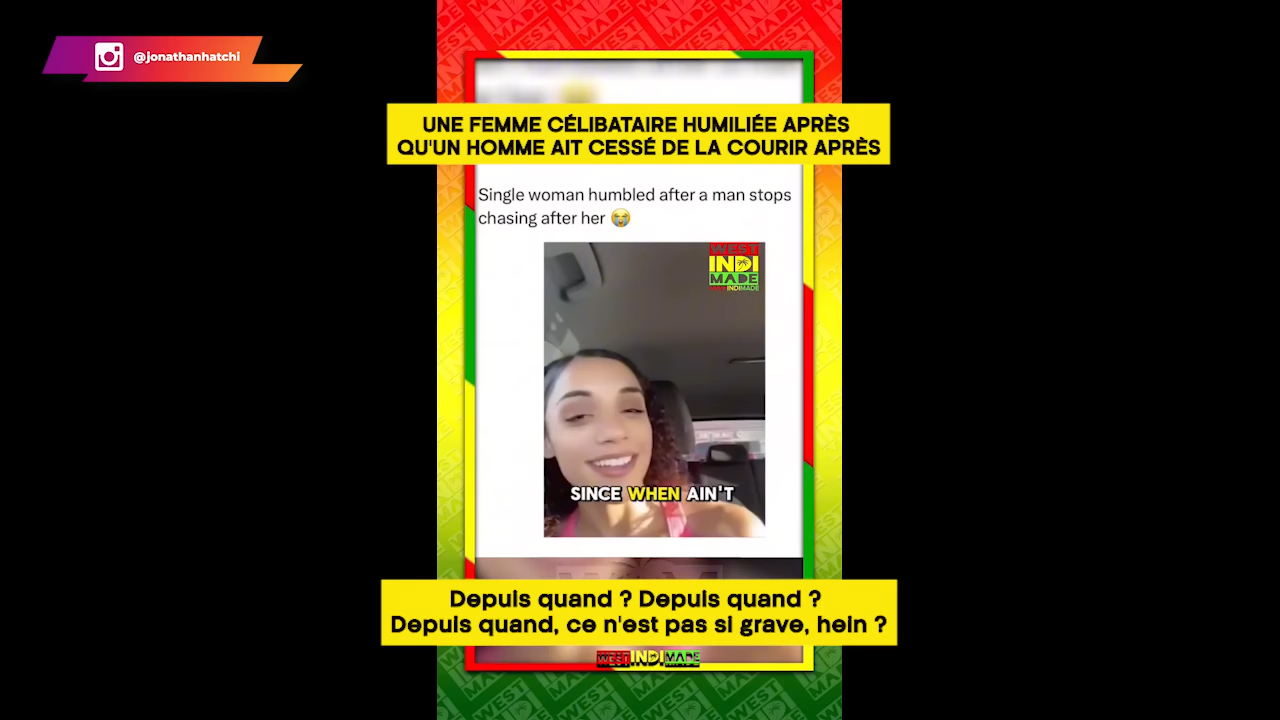 @jonathanhatchi
UNE FEMME CÉLIBATAIRE HUMILIÉE APRÈS
QU'UN HOMME AIT CESSÉ DE LA COURIR APRÈS
Single woman humbled after a man stops
chasing after her 😭
WEST
INDI
MADE
SINCE WHEN AIN'T
Depuis quand ? Depuis quand ?
Depuis quand, ce n'est pas si grave, hein ?
WEST INDI MADE